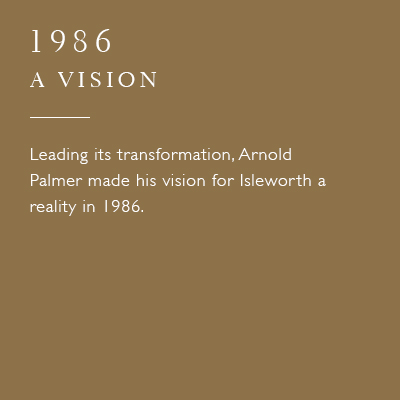 1986
A VISION
Leading its transformation, Arnold
Palmer made his vision for Isleworth a
reality in 1986.